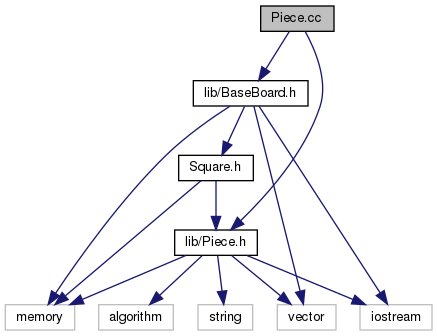 Piece.cc
lib/BaseBoard.h
Square.h
lib/Piece.h
memory
algorithm
string
vector
iostream